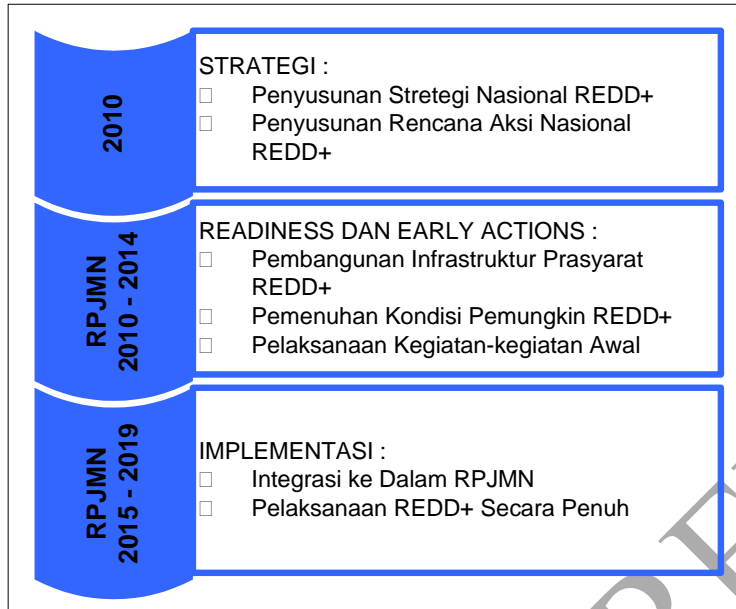 2010
STRATEGI :
Penyusunan Stretegi Nasional REDD+
Penyusunan Rencana Aksi Nasional
REDD+
RPJMN
2010 - 2014
READINESS DAN EARLY ACTIONS :
Pembangunan Infrastruktur Prasyarat
REDD+
Pemenuhan Kondisi Pemungkin REDD+
Pelaksanaan Kegiatan-kegiatan Awal
RPJMN
2015 - 2019
IMPLEMENTASI :
Integrasi ke Dalam RPJMN
Pelaksanaan REDD+ Secara Penuh